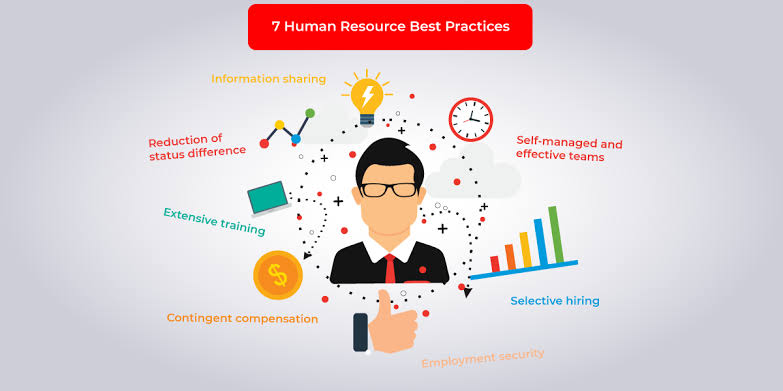 7 Human Resource Best Practices
Information sharing
Reduction of
status difference
Self-managed and
effective teams
Extensive training
Selective hiring
Contingent compensation
Employment security